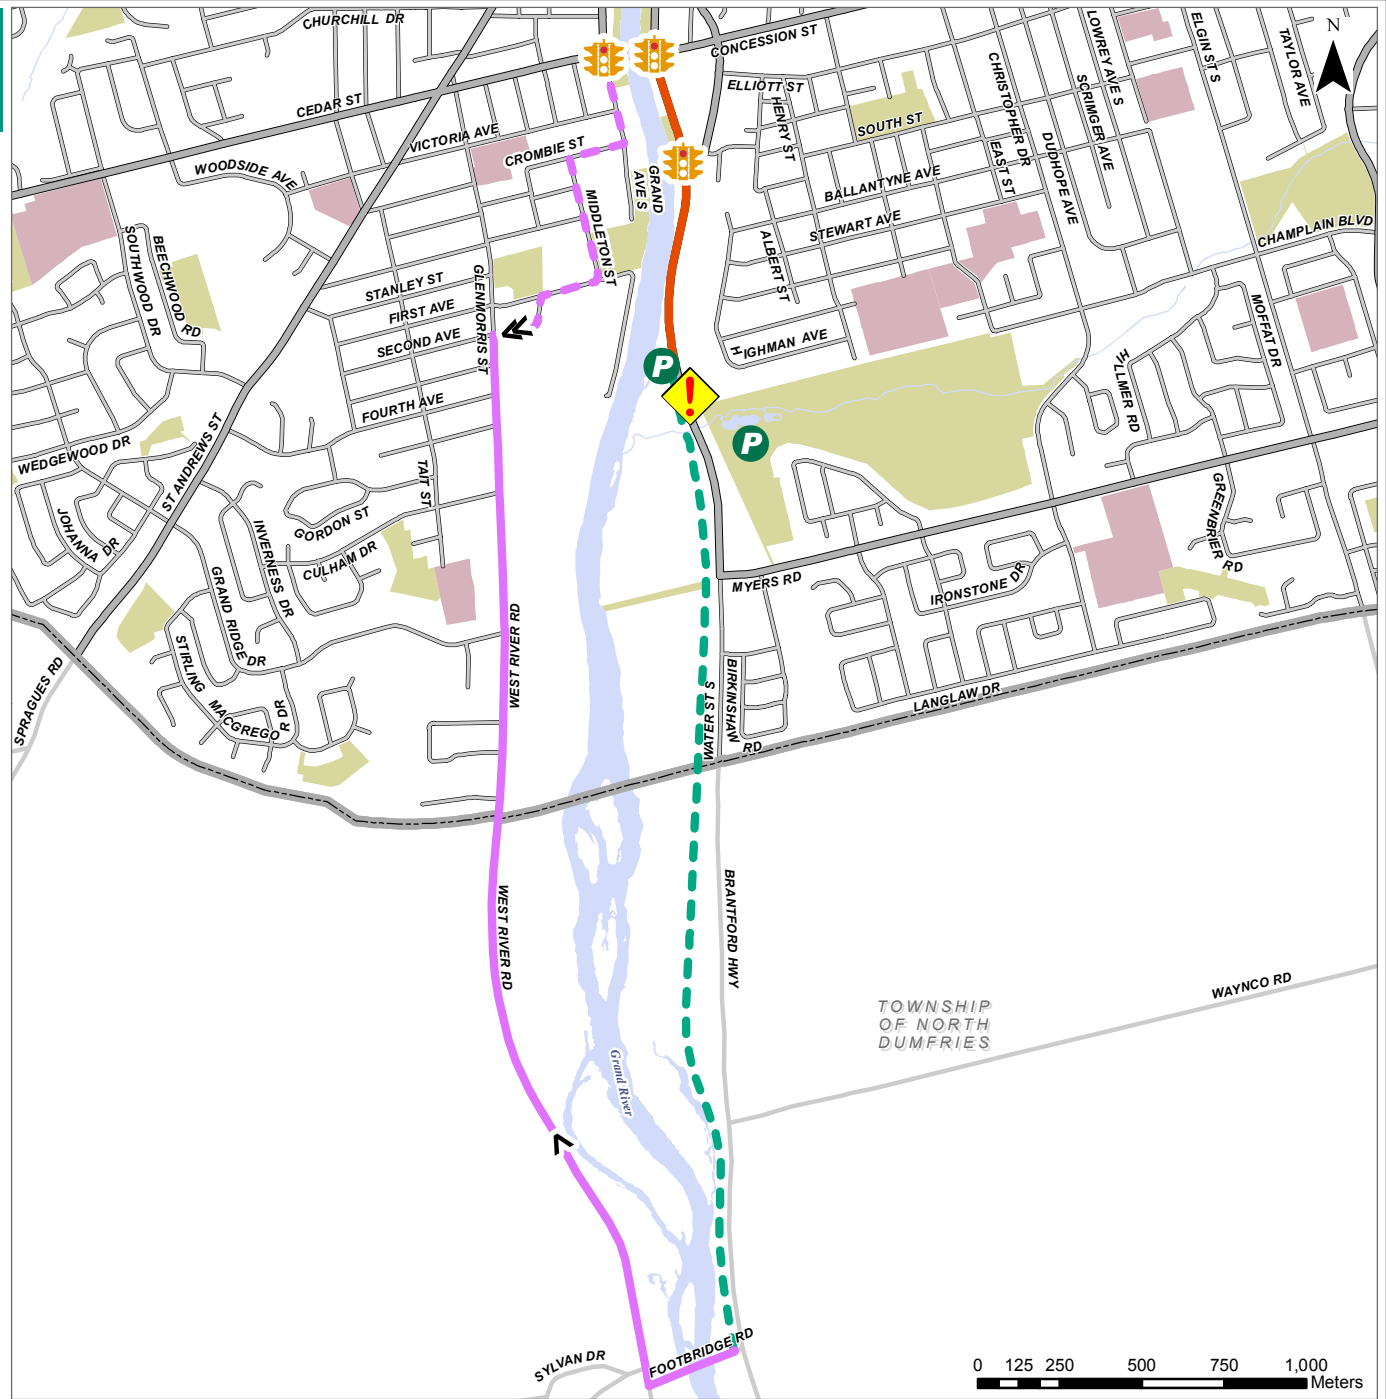 CHURCHILL DR
CONCESSION ST
LOWREY AVE S
ELGIN ST S
TAYLOR AVE
N
CEDAR ST
ELLIOTT ST
HENRY ST
CHRISTOPHER DR
SCRIMGER AVE
VICTORIA AVE
CROMBIE ST
SOUTH ST
EAST ST
DUDHOPE AVE
WOODSIDE AVE
GRAND
AVE S
BALLANTYNE AVE
STEWART AVE
MIDDLETON ST
ALBERT ST
CHAMPLAIN BLVD
SOUTHWOOD DR
BEECHWOOD RD
STANLEY ST
FIRST AVE
SECOND AVE
GLENMORRIS ST
HIGHMAN AVE
MOFFAT DR
HILLMER RD
P
!
P
FOURTH AVE
WEDGEWOOD DR
ST ANDREWS ST
TAIT ST
GREENBRIER RD
JOHANNA DR
GORDON ST
CULHAM DR
INVERNESS DR
GRAND RIDGE DR
MYERS RD
IRONSTONE DR
STIRLING
MACGREGOR DR
SPRAGUES RD
WEST RIVER RD
WATER ST S
BIRKINSHAW
RD
LANGLAW DR
WEST RIVER RD
BRANTFORD HWY
WAYNCO RD
TOWNSHIP
OF NORTH
DUMFRIES
Grand River
FOOTBRIDGE RD
SYLVAN DR
0 125 250 500 750 1,000
Meters